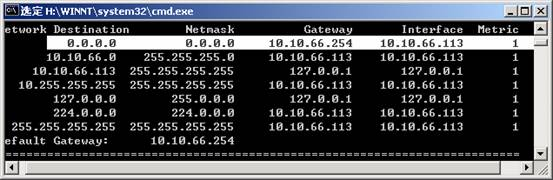 选定 H:\WINNT\system32\cmd.exe
etwork Destination Netmask Gateway Interface Metric
0.0.0.0 0.0.0.0 10.10.66.254 10.10.66.113 1
10.10.66.0 255.255.255.0 10.10.66.113 10.10.66.113 1
10.10.66.113 255.255.255.255 127.0.0.1 127.0.0.1 1
10.255.255.255 255.255.255.255 10.10.66.113 10.10.66.113 1
127.0.0.0 255.0.0.0 127.0.0.1 127.0.0.1 1
224.0.0.0 224.0.0.0 10.10.66.113 10.10.66.113 1
255.255.255.255 255.255.255.255 10.10.66.113 10.10.66.113 1
efault Gateway: 10.10.66.254
===========================================================================